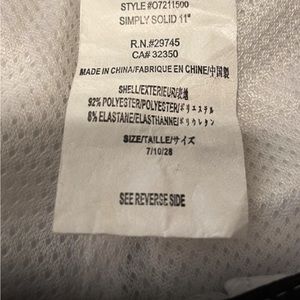 STYLE #O7211500
SIMPLY SOLID 11"
R.N.#29745
CA# 32350
MADE IN CHINA/FABRIQUE EN CHINE/中国製
SHELL/EXTERIEUR/表地
92% POLYESTER/POLYESTER/ポリエステル
8% ELASTANE/ELASTHANNE/ポリウレタン
SIZE/TAILLE/サイズ
7/10/28
SEE REVERSE SIDE